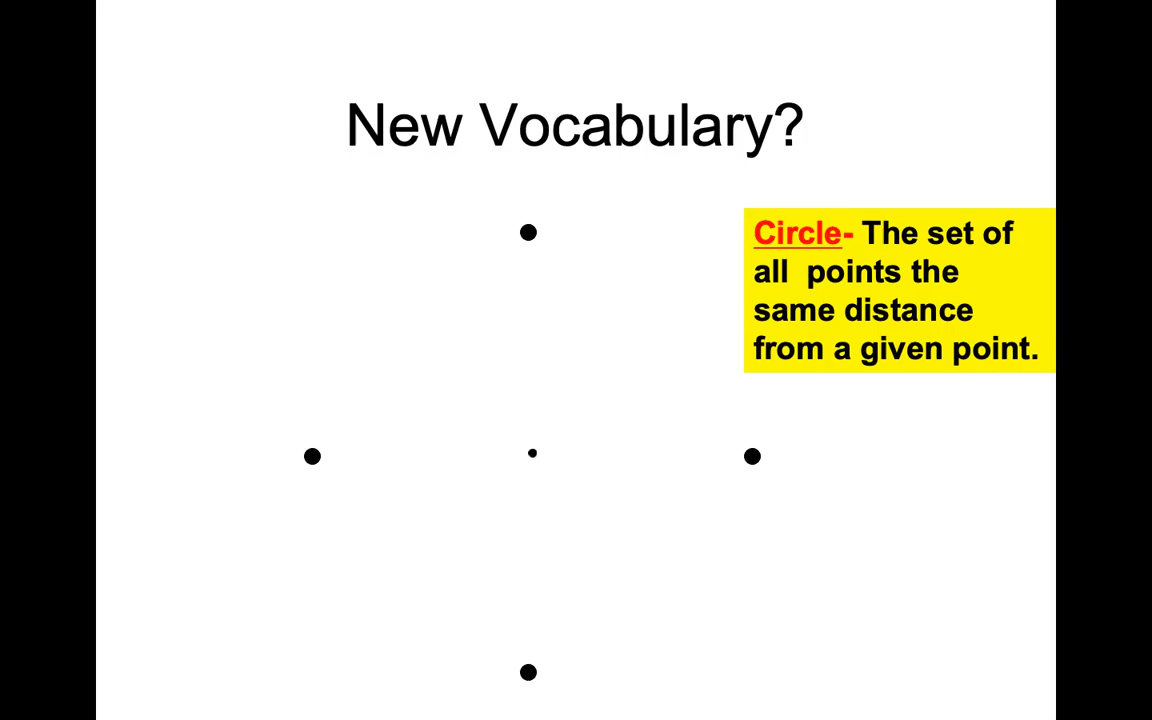 New Vocabulary?
Circle- The set of
all  points the
same distance
from a given point.